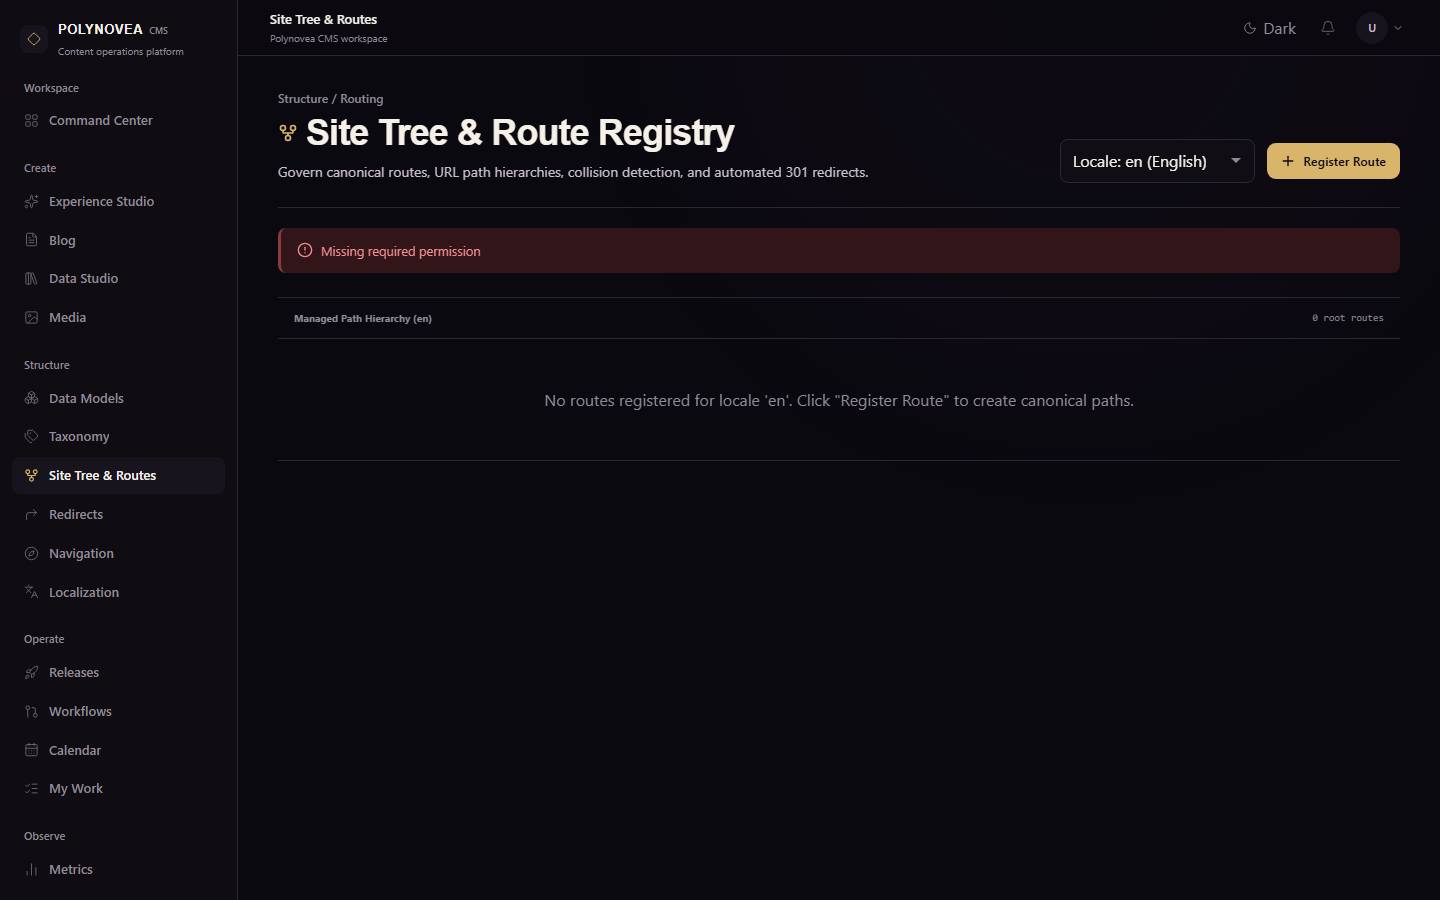 POLYNOVEA CMS
Content operations platform
Workspace
Command Center
Create
Experience Studio
Blog
Data Studio
Media
Structure
Data Models
Taxonomy
Site Tree & Routes
Redirects
Navigation
Localization
Operate
Releases
Workflows
Calendar
My Work
Observe
Metrics
Site Tree & Routes
Polynovea CMS workspace
Dark
U
Structure / Routing
Site Tree & Route Registry
Govern canonical routes, URL path hierarchies, collision detection, and automated 301 redirects.
Locale: en (English)
Register Route
Missing required permission
Managed Path Hierarchy (en)
0 root routes
No routes registered for locale 'en'. Click "Register Route" to create canonical paths.